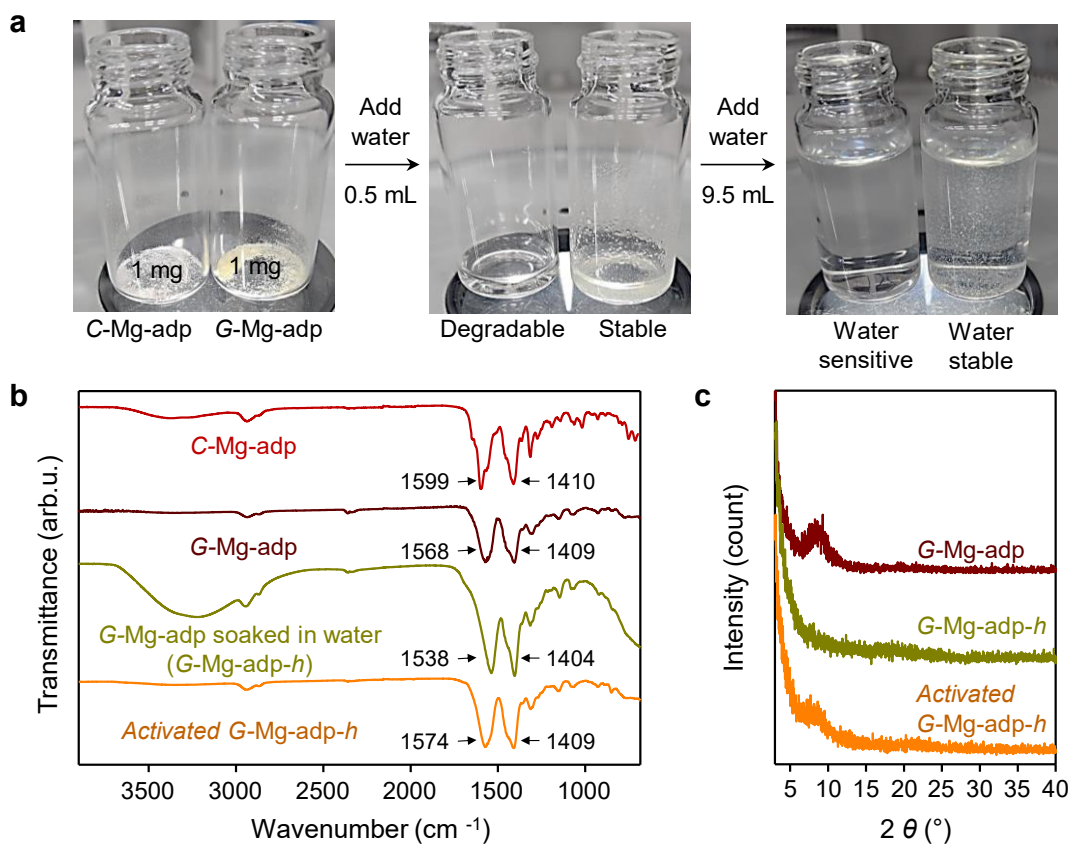 a
1 mg
1 mg
C-Mg-adp
G-Mg-adp
Add
water
0.5 mL
Degradable
Stable
Add
water
9.5 mL
Water
sensitive
Water
stable
b
Transmittance (arb.u.)
C-Mg-adp
1599
1410
G-Mg-adp
1568
1409
G-Mg-adp soaked in water
(G-Mg-adp-h)
1538
1404
Activated G-Mg-adp-h
1574
1409
3500 3000 2500 2000 1500 1000
Wavenumber (cm -1)
c
Intensity (count)
G-Mg-adp
G-Mg-adp-h
Activated
G-Mg-adp-h
5 10 15 20 25 30 35 40
2 θ (°)